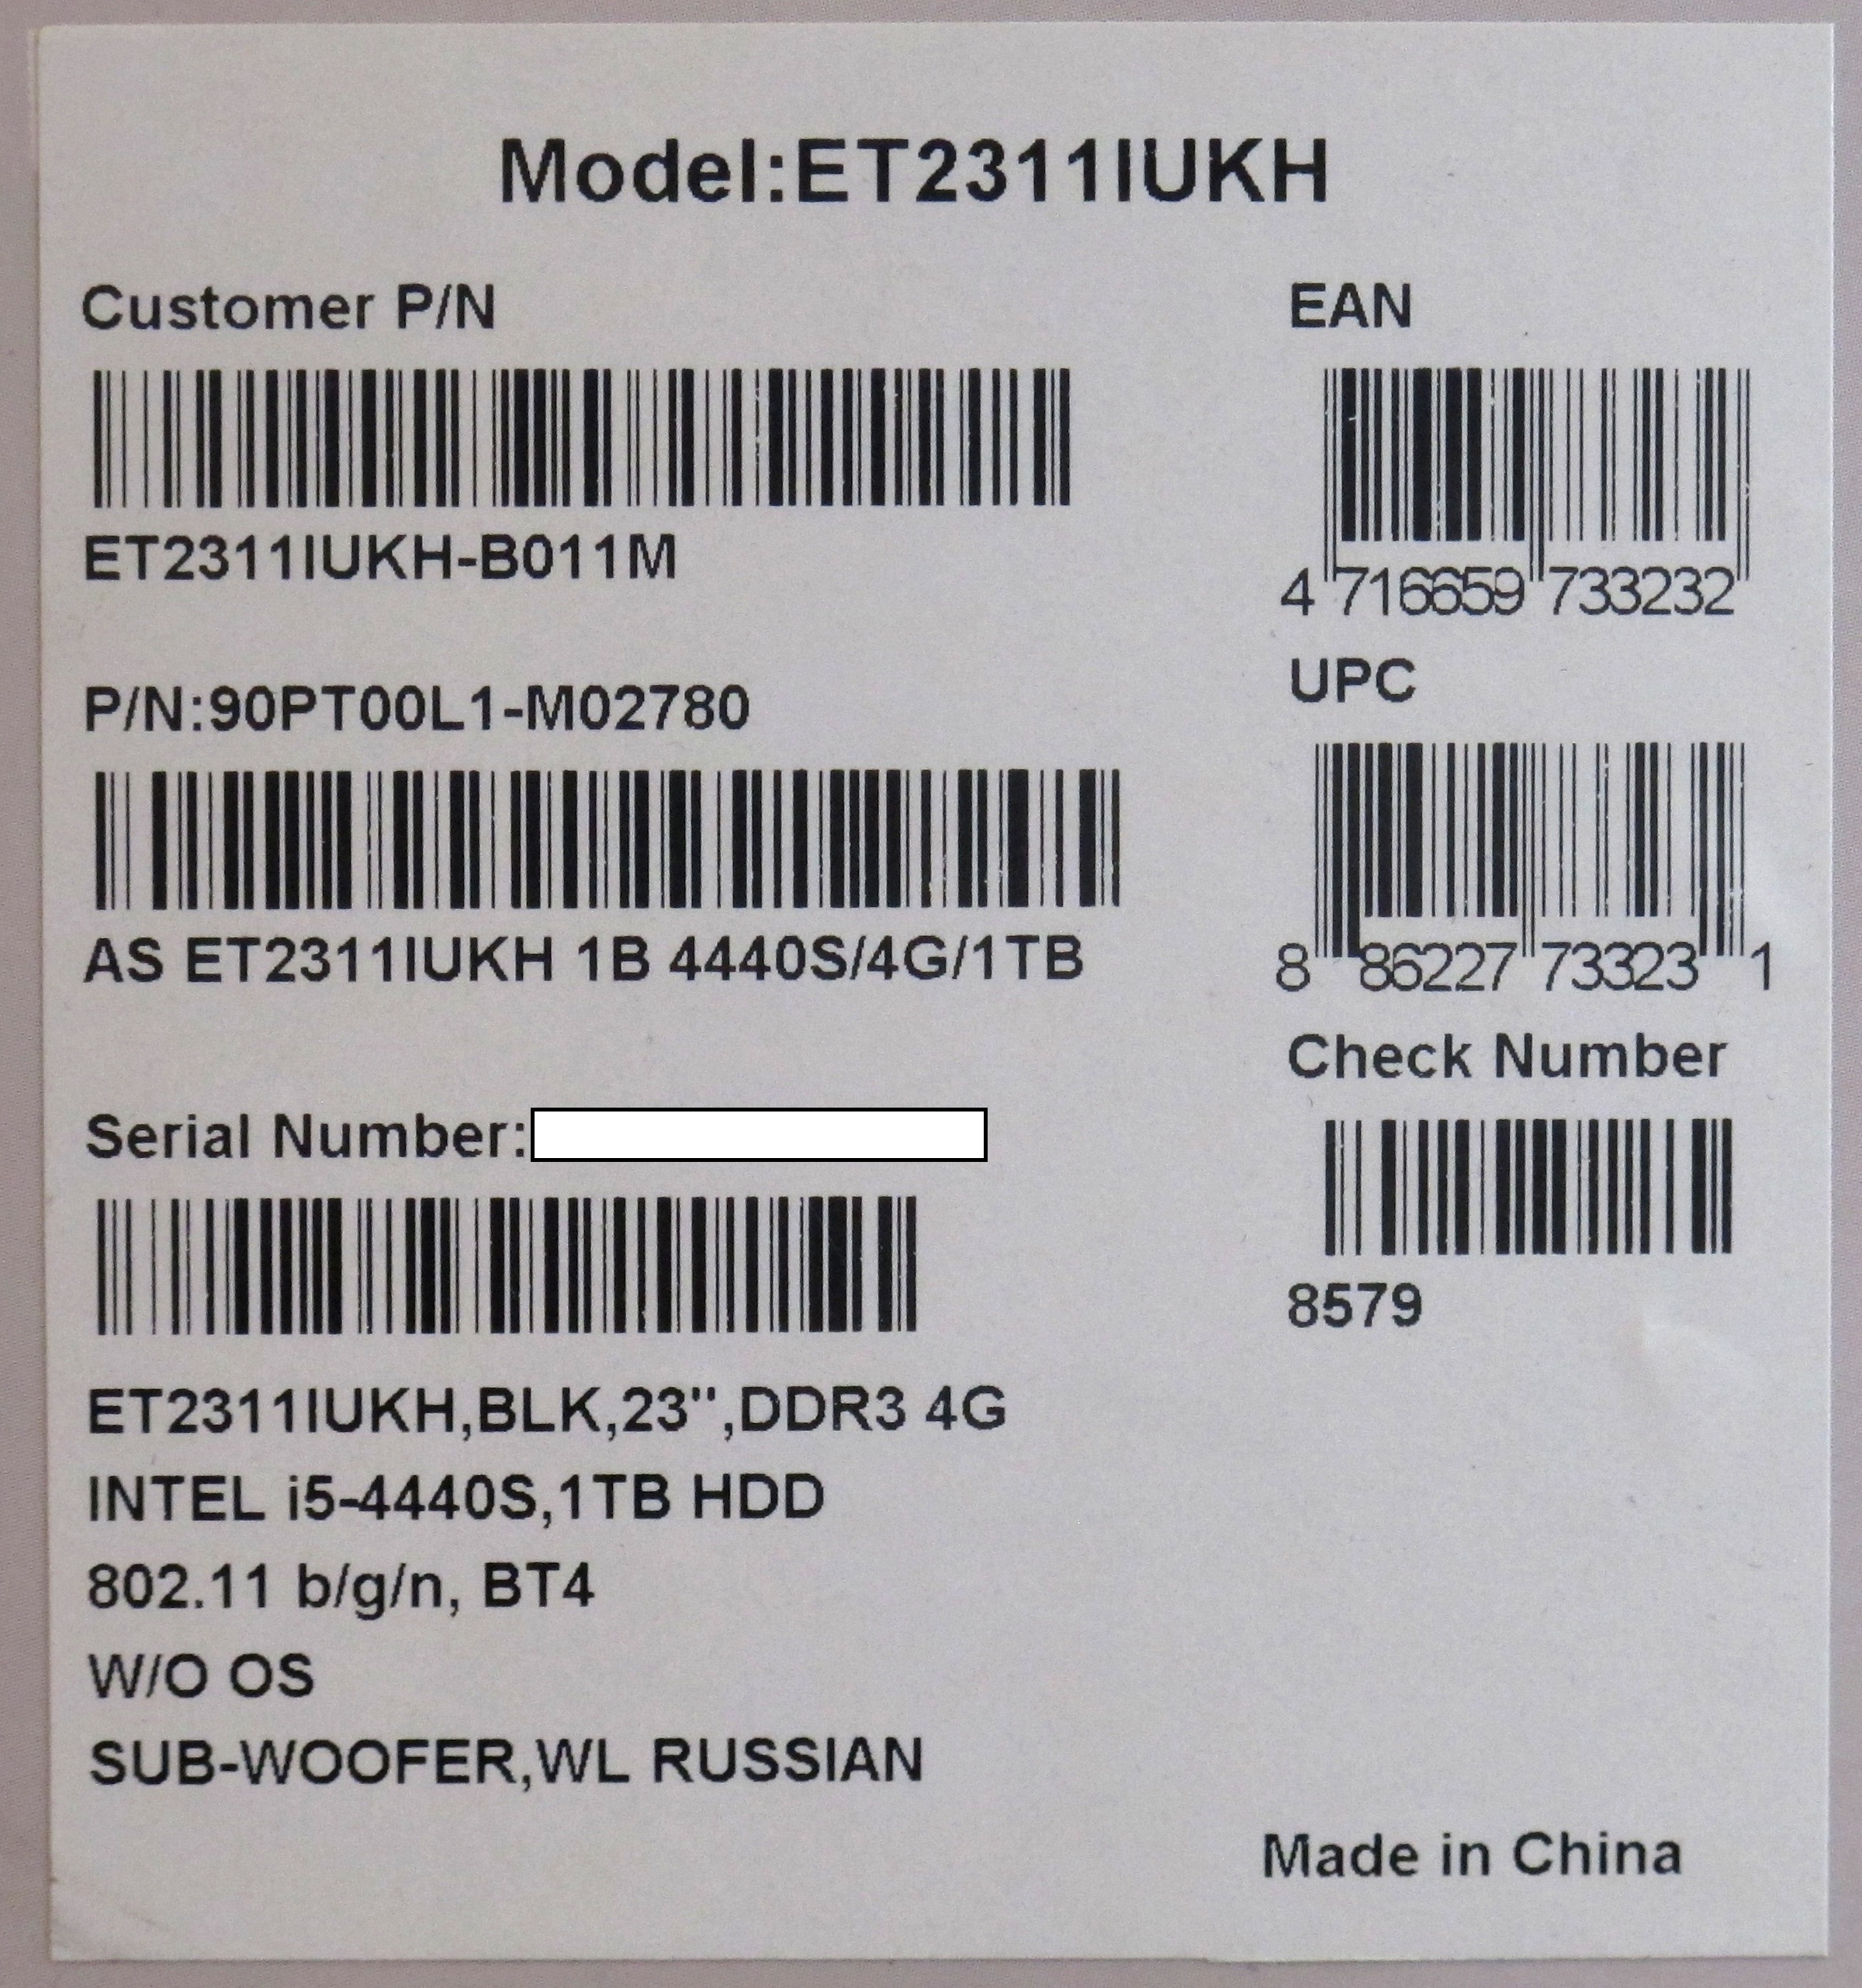 Model:ET2311IUKH
Customer P/N
ET2311IUKH-B011M
P/N:90PT00L1-M02780
AS ET2311IUKH 1B 4440S/4G/1TB
Serial Number:
ET2311IUKH,BLK,23",DDR3 4G
INTEL i5-4440S,1TB HDD
802.11 b/g/n, BT4
W/O OS
SUB-WOOFER,WL RUSSIAN
EAN
4 716659 733232
UPC
8 86227 73323 1
Check Number
8579
Made in China